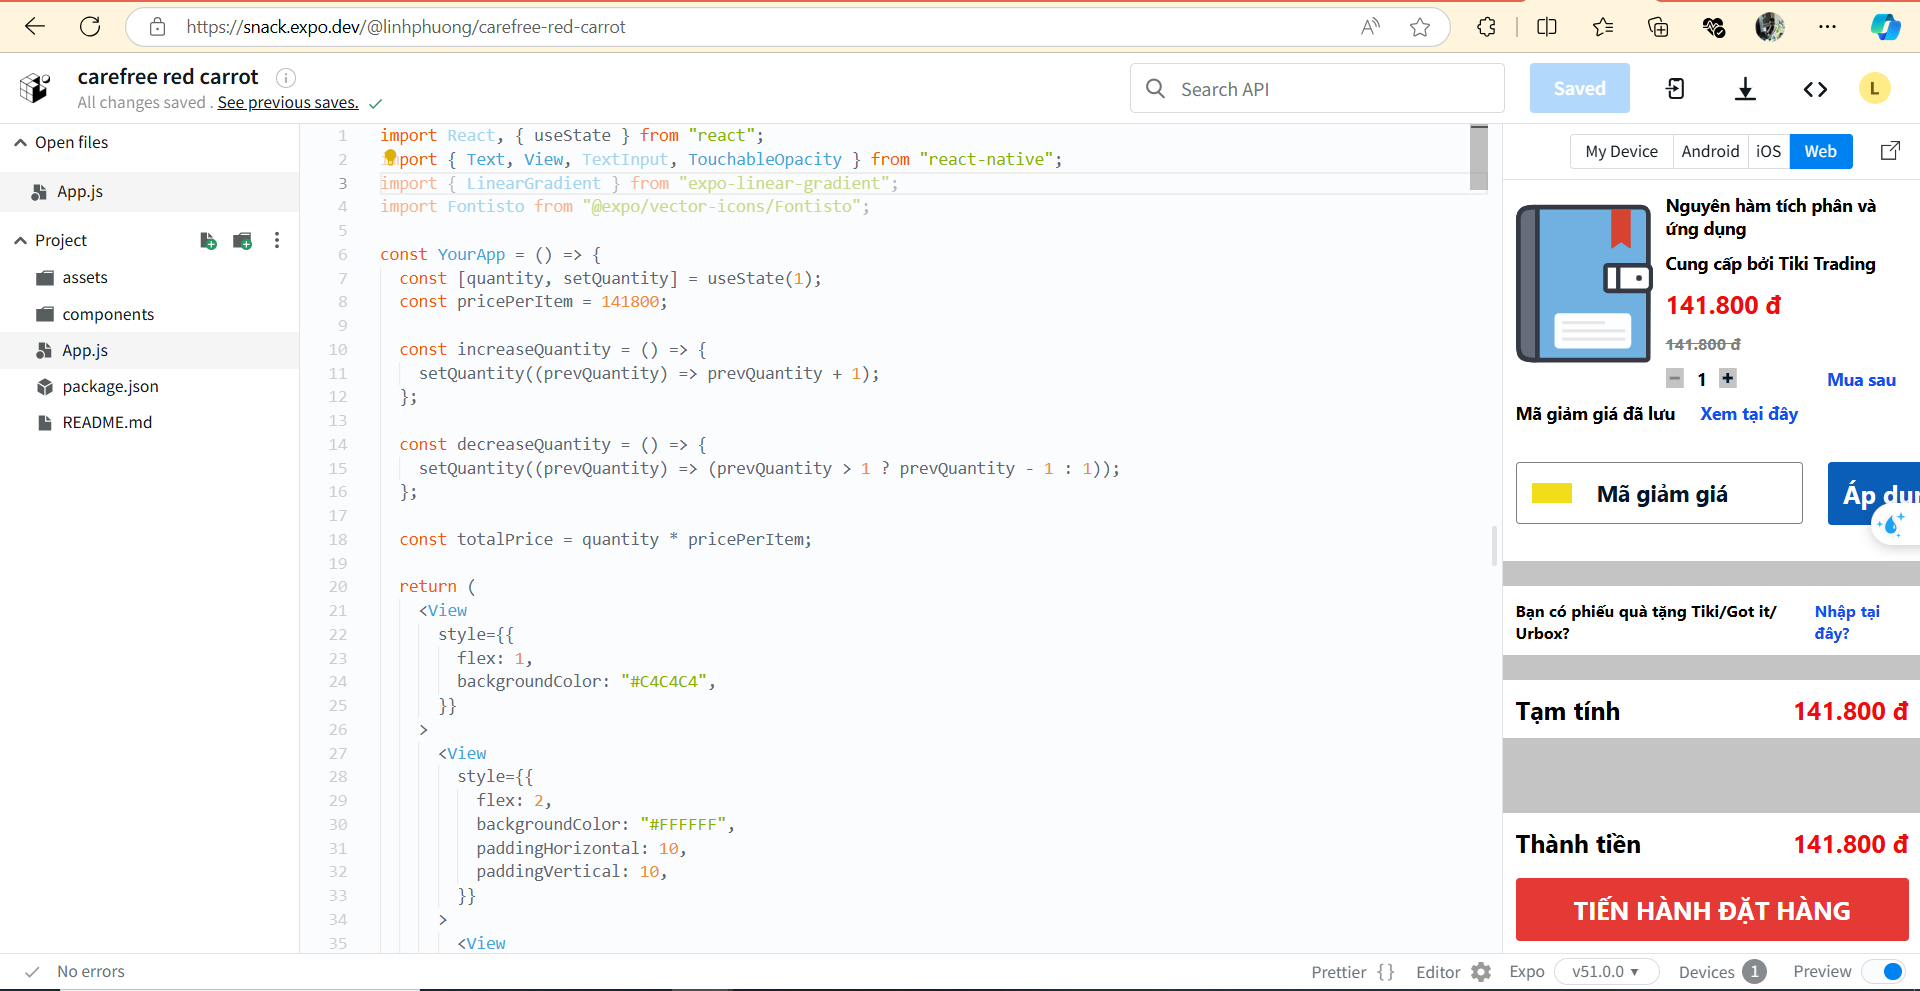 https://snack.expo.dev/@linhphuong/carefree-red-carrot
carefree red carrot
All changes saved . See previous saves.
Search API
Saved
L
Open files
App.js
Project
assets
components
App.js
package.json
README.md
1 import React, { useState } from "react";
2 import { Text, View, TextInput, TouchableOpacity } from "react-native";
3 import { LinearGradient } from "expo-linear-gradient";
4 import Fontisto from "@expo/vector-icons/Fontisto";
5
6 const YourApp = () => {
7 const [quantity, setQuantity] = useState(1);
8 const pricePerItem = 141800;
9
10 const increaseQuantity = () => {
11 setQuantity((prevQuantity) => prevQuantity + 1);
12 };
13
14 const decreaseQuantity = () => {
15 setQuantity((prevQuantity) => (prevQuantity > 1 ? prevQuantity - 1 : 1));
16 };
17
18 const totalPrice = quantity * pricePerItem;
19
20 return (
21 <View
22 style={{
23 flex: 1,
24 backgroundColor: "#C4C4C4",
25 }}
26 >
27 <View
28 style={{
29 flex: 2,
30 backgroundColor: "#FFFFFF",
31 paddingHorizontal: 10,
32 paddingVertical: 10,
33 }}
34 >
35 <View
My Device Android iOS Web
Nguyên hàm tích phân và
ứng dụng
Cung cấp bởi Tiki Trading
141.800 đ
141.800 đ
− 1 + Mua sau
Mã giảm giá đã lưu Xem tại đây
Mã giảm giá
Áp dụn
Bạn có phiếu quà tặng Tiki/Got it/
Urbox?
Nhập tại
đây?
Tạm tính 141.800 đ
Thành tiền 141.800 đ
TIẾN HÀNH ĐẶT HÀNG
No errors
Prettier {} Editor Expo v51.0.0 Devices 1 Preview